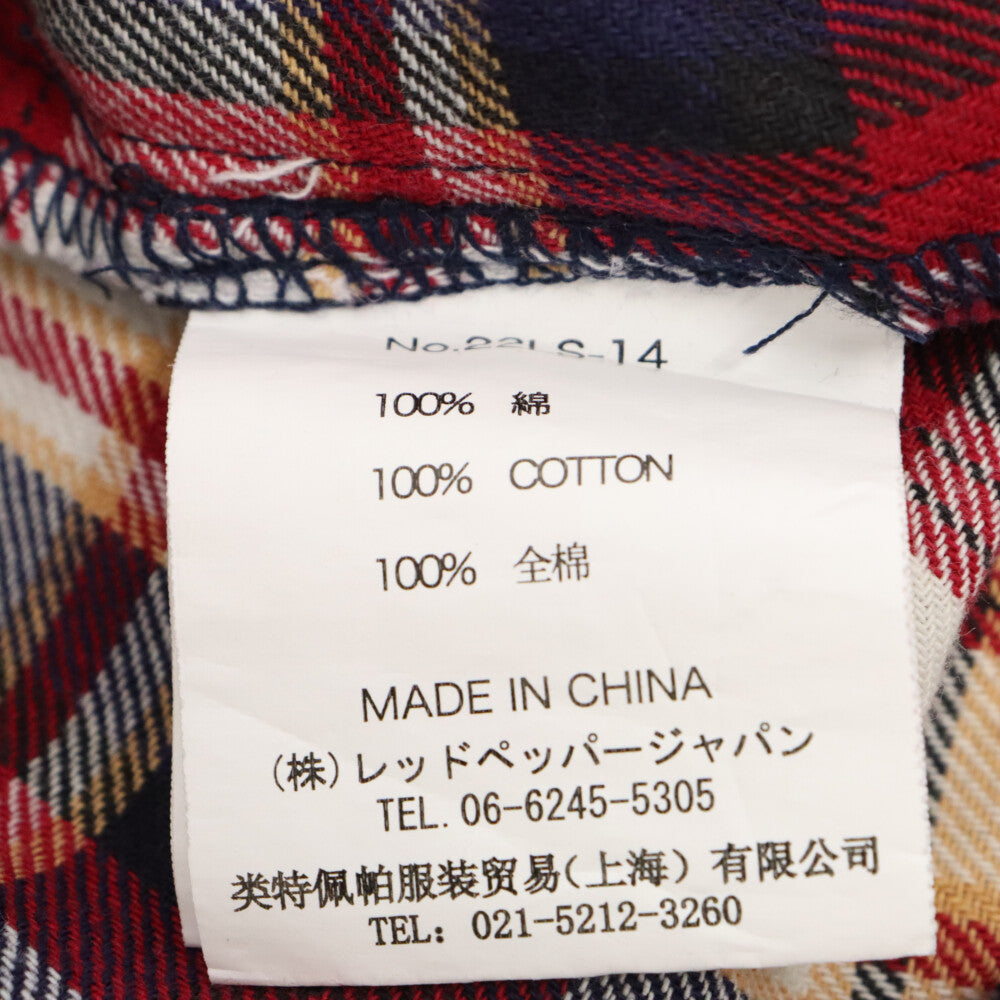 No.22LS-14
100% 綿
100% COTTON
100% 全棉
MADE IN CHINA
(株)レッドペッパージャパン
TEL. 06-6245-5305
类特佩帕服装贸易(上海)有限公司
TEL: 021-5212-3260